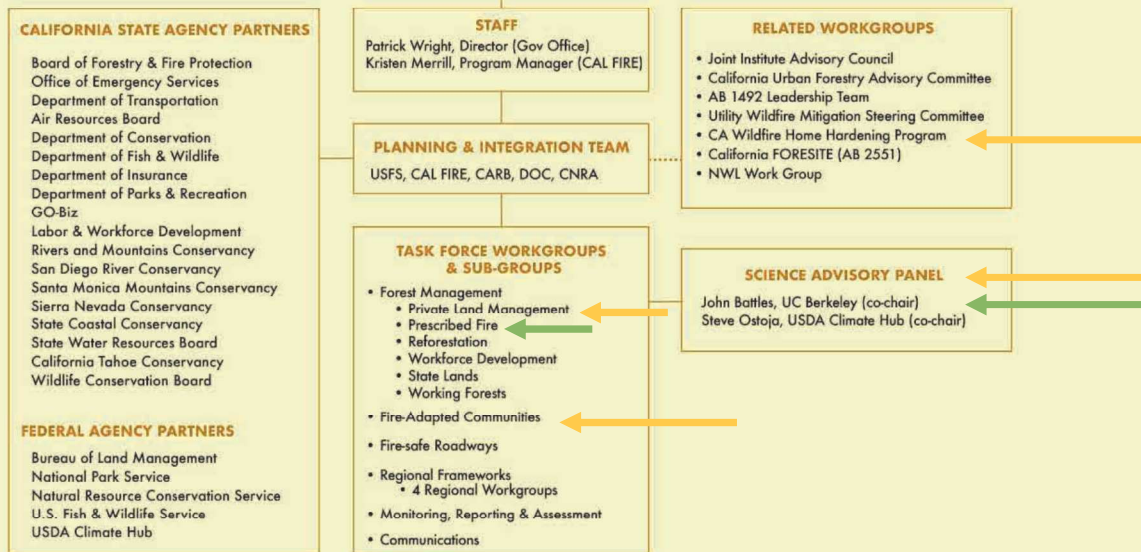 CALIFORNIA STATE AGENCY PARTNERS
Board of Forestry & Fire Protection
Office of Emergency Services
Department of Transportation
Air Resources Board
Department of Conservation
Department of Fish & Wildlife
Department of Insurance
Department of Parks & Recreation
GO-Biz
Labor & Workforce Development
Rivers and Mountains Conservancy
San Diego River Conservancy
Santa Monica Mountains Conservancy
Sierra Nevada Conservancy
State Coastal Conservancy
State Water Resources Board
California Tahoe Conservancy
Wildlife Conservation Board
FEDERAL AGENCY PARTNERS
Bureau of Land Management
National Park Service
Natural Resource Conservation Service
U.S. Fish & Wildlife Service
USDA Climate Hub
STAFF
Patrick Wright, Director (Gov Office)
Kristen Merrill, Program Manager (CAL FIRE)
PLANNING & INTEGRATION TEAM
USFS, CAL FIRE, CARB, DOC, CNRA
TASK FORCE WORKGROUPS
& SUB-GROUPS
• Forest Management
• Private Land Management
• Prescribed Fire
• Reforestation
• Workforce Development
• State Lands
• Working Forests
• Fire-Adapted Communities
• Fire-safe Roadways
• Regional Frameworks
• 4 Regional Workgroups
• Monitoring, Reporting & Assessment
• Communications
RELATED WORKGROUPS
• Joint Institute Advisory Council
• California Urban Forestry Advisory Committee
• AB 1492 Leadership Team
• Utility Wildfire Mitigation Steering Committee
• CA Wildfire Home Hardening Program
• California FORESITE (AB 2551)
• NWL Work Group
SCIENCE ADVISORY PANEL
John Battles, UC Berkeley (co-chair)
Steve Ostoja, USDA Climate Hub (co-chair)